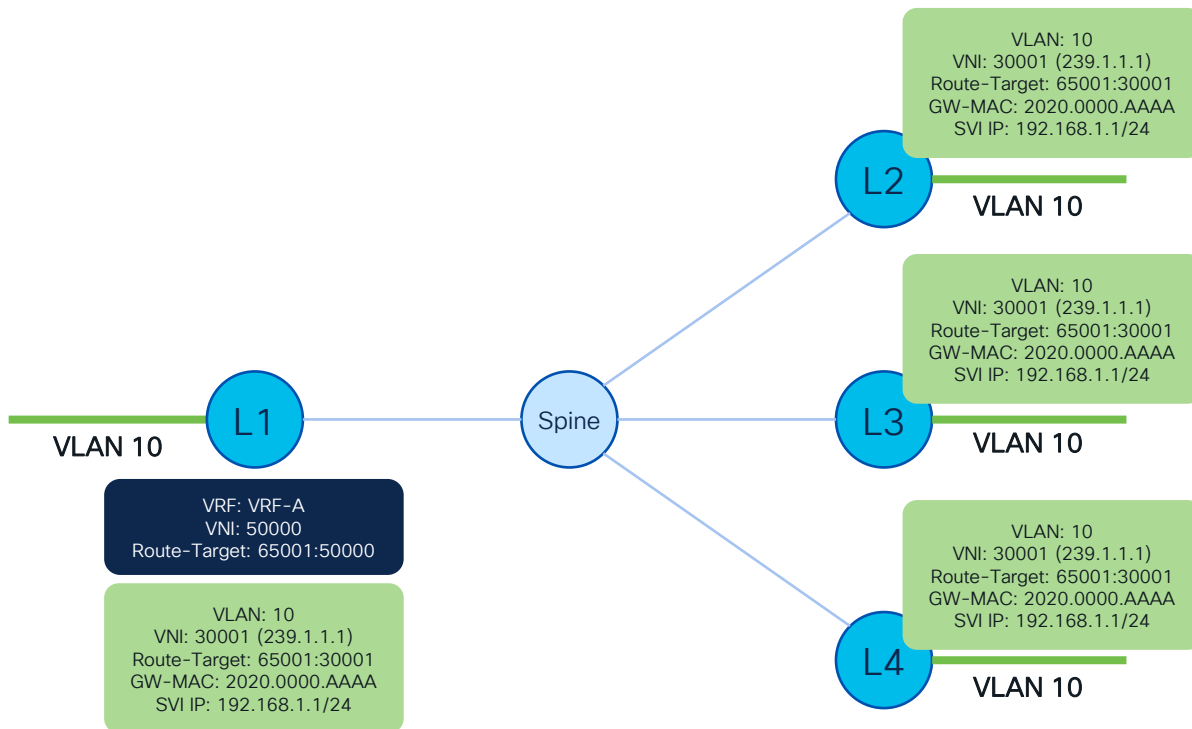 VLAN: 10
VNI: 30001 (239.1.1.1)
Route-Target: 65001:30001
GW-MAC: 2020.0000.AAAA
SVI IP: 192.168.1.1/24
L2
VLAN 10
VLAN: 10
VNI: 30001 (239.1.1.1)
Route-Target: 65001:30001
GW-MAC: 2020.0000.AAAA
SVI IP: 192.168.1.1/24
L1
Spine
L3
VLAN 10
VLAN 10
VRF: VRF-A
VNI: 50000
Route-Target: 65001:50000
VLAN: 10
VNI: 30001 (239.1.1.1)
Route-Target: 65001:30001
GW-MAC: 2020.0000.AAAA
SVI IP: 192.168.1.1/24
VLAN: 10
VNI: 30001 (239.1.1.1)
Route-Target: 65001:30001
GW-MAC: 2020.0000.AAAA
SVI IP: 192.168.1.1/24
L4
VLAN 10